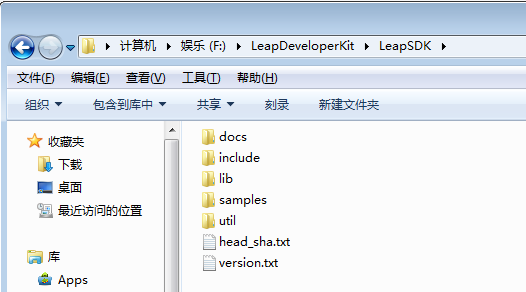 计算机 娱乐 (F:) LeapDeveloperKit LeapSDK
文件(F) 编辑(E) 查看(V) 工具(T) 帮助(H)
组织 包含到库中 共享 刻录 新建文件夹
收藏夹
下载
桌面
最近访问的位置
库
Apps
docs
include
lib
samples
util
head_sha.txt
version.txt